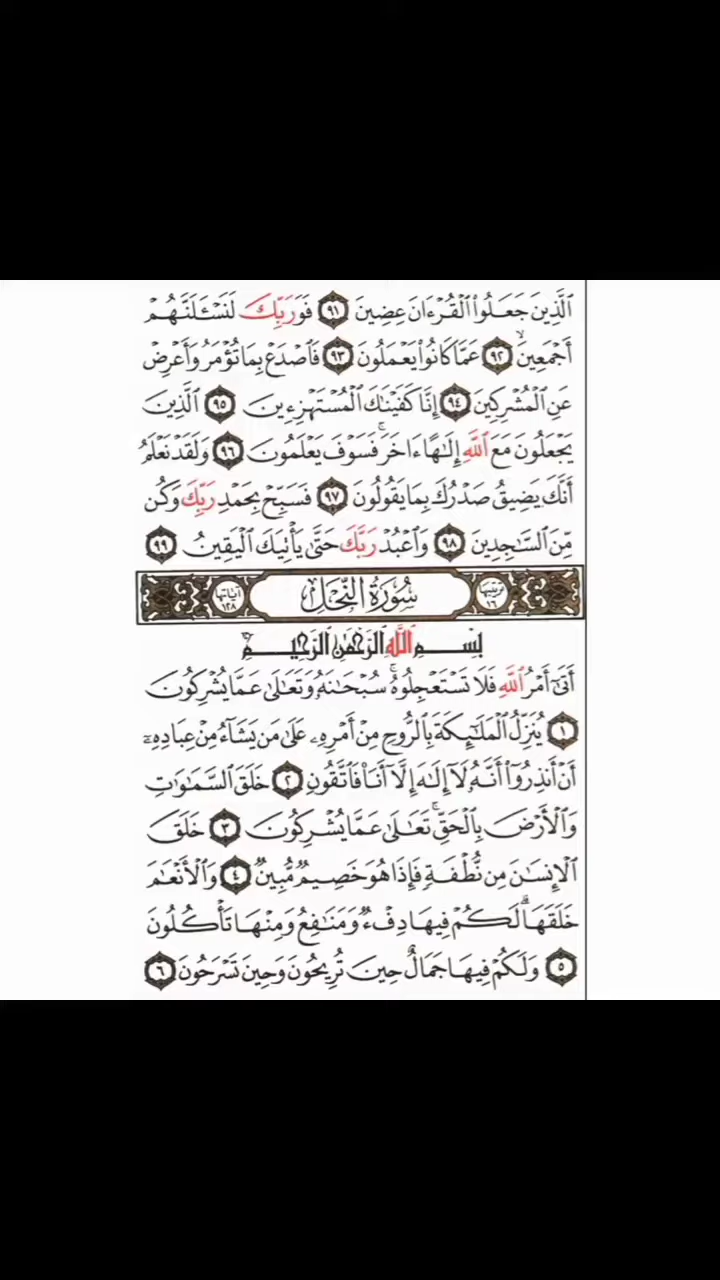 ٱلَّذِينَ جَعَلُوا۟ ٱلْقُرْءَانَ عِضِينَ ٩١ فَوَرَبِّكَ لَنَسْـَٔلَنَّهُمْ
أَجْمَعِينَ ٩٢ عَمَّا كَانُوا۟ يَعْمَلُونَ ٩٣ فَٱصْدَعْ بِمَا تُؤْمَرُ وَأَعْرِضْ
عَنِ ٱلْمُشْرِكِينَ ٩٤ إِنَّا كَفَيْنَـٰكَ ٱلْمُسْتَهْزِءِينَ ٩٥ ٱلَّذِينَ
يَجْعَلُونَ مَعَ ٱللَّهِ إِلَـٰهًا ءَاخَرَ ۚ فَسَوْفَ يَعْلَمُونَ ٩٦ وَلَقَدْ نَعْلَمُ
أَنَّكَ يَضِيقُ صَدْرُكَ بِمَا يَقُولُونَ ٩٧ فَسَبِّحْ بِحَمْدِ رَبِّكَ وَكُن
مِّنَ ٱلسَّـٰجِدِينَ ٩٨ وَٱعْبُدْ رَبَّكَ حَتَّىٰ يَأْتِيَكَ ٱلْيَقِينُ ٩٩
ترتيبها ١٦ سُورَةُ النَّحْلِ آياتها ١٢٨
بِسْمِ ٱللَّهِ ٱلرَّحْمَٰنِ ٱلرَّحِيمِ
أَتَىٰٓ أَمْرُ ٱللَّهِ فَلَا تَسْتَعْجِلُوهُ ۚ سُبْحَـٰنَهُۥ وَتَعَـٰلَىٰ عَمَّا يُشْرِكُونَ
١ يُنَزِّلُ ٱلْمَلَـٰٓئِكَةَ بِٱلرُّوحِ مِنْ أَمْرِهِۦ عَلَىٰ مَن يَشَآءُ مِنْ عِبَادِهِۦٓ
أَنْ أَنذِرُوٓا۟ أَنَّهُۥ لَآ إِلَـٰهَ إِلَّآ أَنَا۠ فَٱتَّقُونِ ٢ خَلَقَ ٱلسَّمَـٰوَٰتِ
وَٱلْأَرْضَ بِٱلْحَقِّ ۚ تَعَـٰلَىٰ عَمَّا يُشْرِكُونَ ٣ خَلَقَ
ٱلْإِنسَـٰنَ مِن نُّطْفَةٍ فَإِذَا هُوَ خَصِيمٌ مُّبِينٌ ٤ وَٱلْأَنْعَـٰمَ
خَلَقَهَا ۗ لَكُمْ فِيهَا دِفْءٌ وَمَنَـٰفِعُ وَمِنْهَا تَأْكُلُونَ
٥ وَلَكُمْ فِيهَا جَمَالٌ حِينَ تُرِيحُونَ وَحِينَ تَسْرَحُونَ ٦